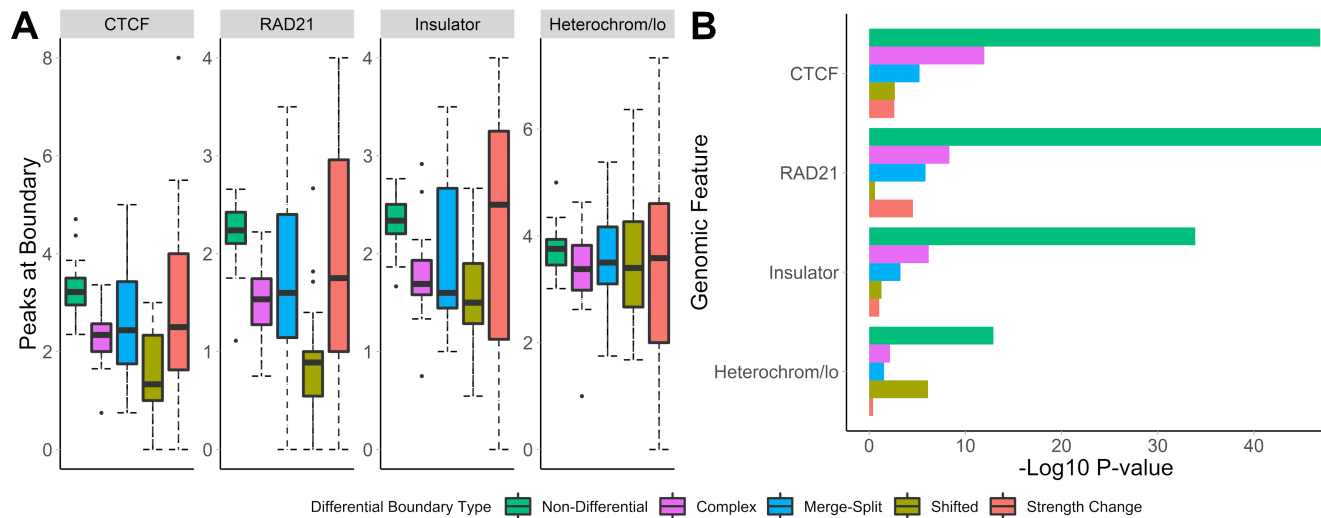 A
CTCF
RAD21
Insulator
Heterochrom/lo
Peaks at Boundary
8
6
4
2
0
4
3
2
1
0
4
3
2
1
0
6
4
2
0
B
Genomic Feature
CTCF
RAD21
Insulator
Heterochrom/lo
0 10 20 30 40
-Log10 P-value
Differential Boundary Type Non-Differential Complex Merge-Split Shifted Strength Change